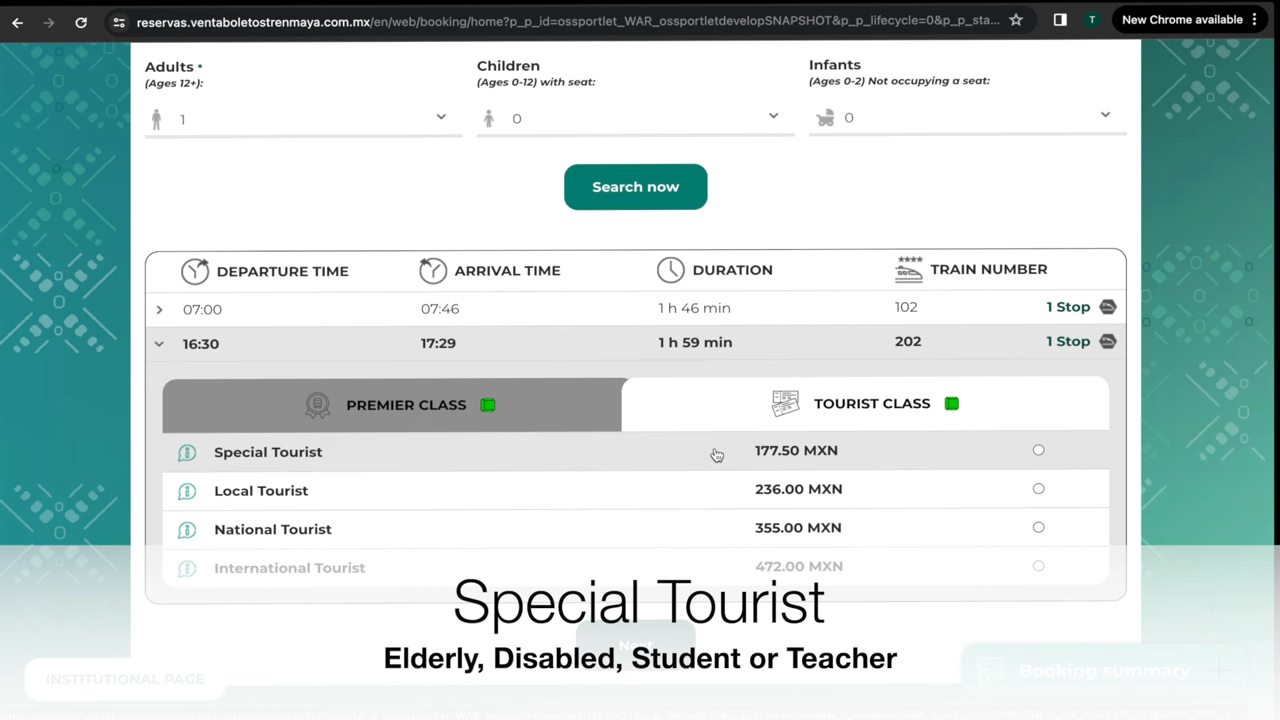 reservas.ventaboletostrenmaya.com.mx/en/web/booking/home?p_p_id=ossportlet_WAR_ossportletdevelopSNAPSHOT&p_p_lifecycle=0&p_p_sta...
T
New Chrome available
Adults •
(Ages 12+):
1
Children
(Ages 0-12) with seat:
0
Infants
(Ages 0-2) Not occupying a seat:
0
Search now
DEPARTURE TIME ARRIVAL TIME DURATION TRAIN NUMBER
07:00 07:46 1 h 46 min 102 1 Stop
16:30 17:29 1 h 59 min 202 1 Stop
PREMIER CLASS TOURIST CLASS
Special Tourist 177.50 MXN
Local Tourist 236.00 MXN
National Tourist 355.00 MXN
International Tourist 472.00 MXN
Special Tourist
Next
Elderly, Disabled, Student or Teacher
INSTITUTIONAL PAGE
Booking summary +